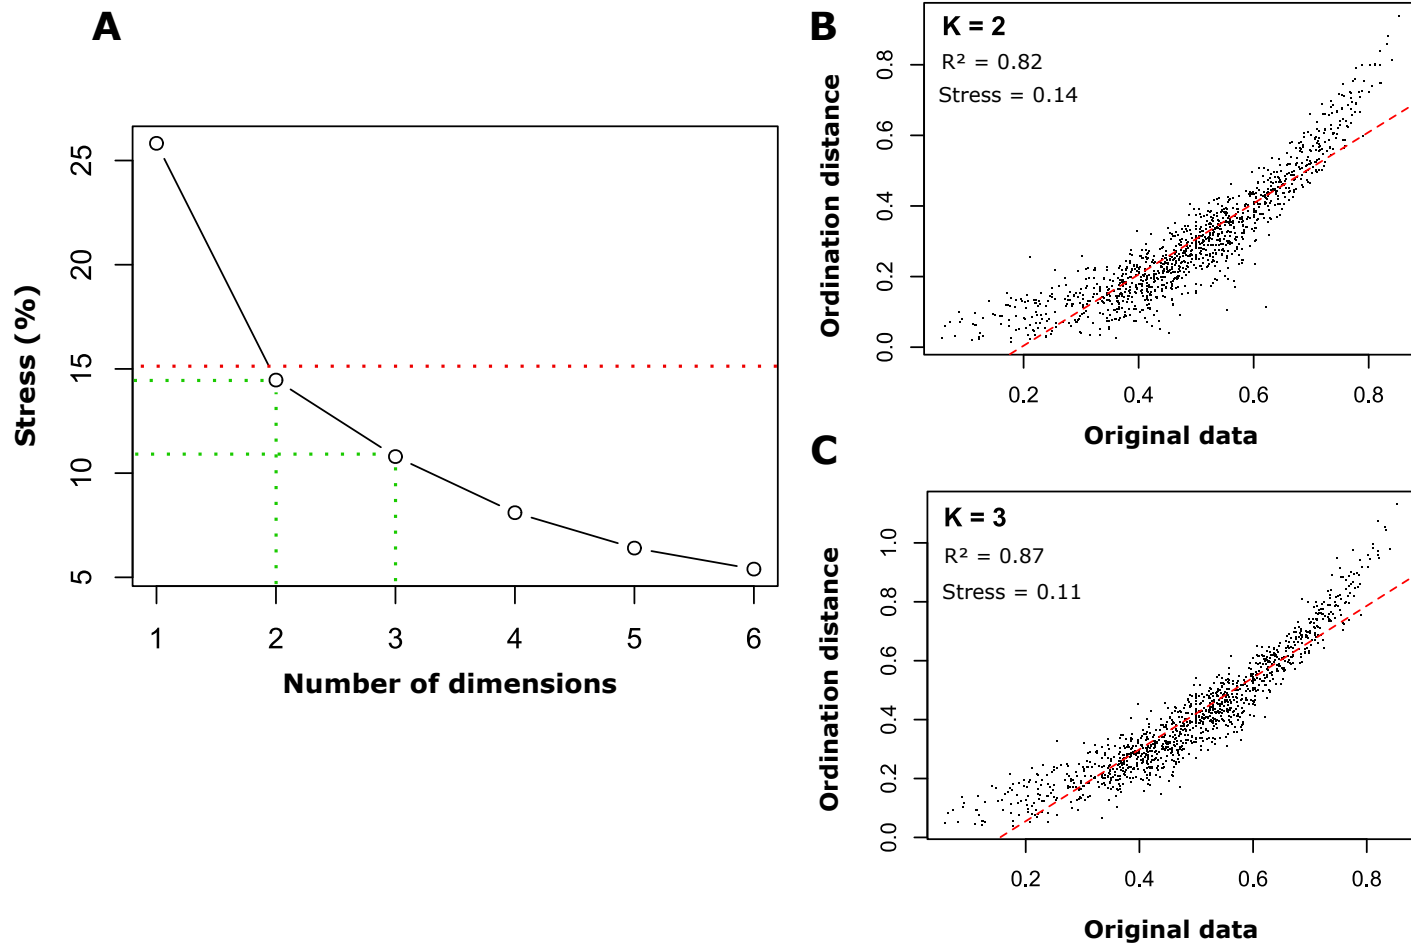 A
25
20
15
10
5
Stress (%)
1 2 3 4 5 6
Number of dimensions
B
K = 2
R² = 0.82
Stress = 0.14
0.8
0.6
0.4
0.2
0.0
Ordination distance
0.2 0.4 0.6 0.8
Original data
C
K = 3
R² = 0.87
Stress = 0.11
1.0
0.8
0.6
0.4
0.2
0.0
Ordination distance
0.2 0.4 0.6 0.8
Original data